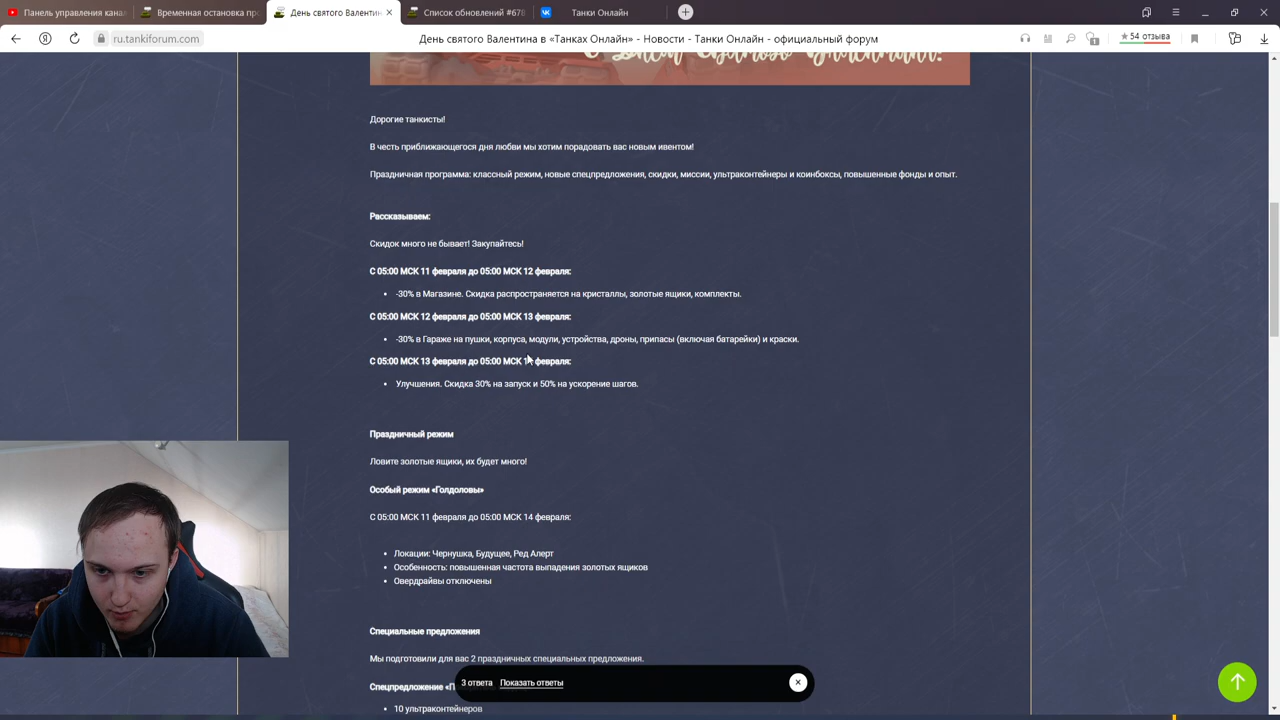 Панель управления канал
Временная остановка пр
День святого Валентин
Список обновлений #678
Танки Онлайн
ru.tankiforum.com
День святого Валентина в «Танках Онлайн» - Новости - Танки Онлайн - официальный форум
54 отзыва
С Днём Святого Валентина!
Дорогие танкисты!
В честь приближающегося дня любви мы хотим порадовать вас новым ивентом!
Праздничная программа: классный режим, новые спецпредложения, скидки, миссии, ультраконтейнеры и коинбоксы, повышенные фонды и опыт.
Рассказываем:
Скидок много не бывает! Закупайтесь!
С 05:00 МСК 11 февраля до 05:00 МСК 12 февраля:
-30% в Магазине. Скидка распространяется на кристаллы, золотые ящики, комплекты.
С 05:00 МСК 12 февраля до 05:00 МСК 13 февраля:
-30% в Гараже на пушки, корпуса, модули, устройства, дроны, припасы (включая батарейки) и краски.
С 05:00 МСК 13 февраля до 05:00 МСК февраля:
Улучшения. Скидка 30% на запуск и 50% на ускорение шагов.
Праздничный режим
Ловите золотые ящики, их будет много!
Особый режим «Голдоловы»
С 05:00 МСК 11 февраля до 05:00 МСК 14 февраля:
Локации: Чернушка, Будущее, Ред Алерт
Особенность: повышенная частота выпадения золотых ящиков
Овердрайвы отключены
Специальные предложения
Мы подготовили для вас 2 праздничных специальных предложения.
Спецпредложение
3 ответа Показать ответы
10 ультраконтейнеров